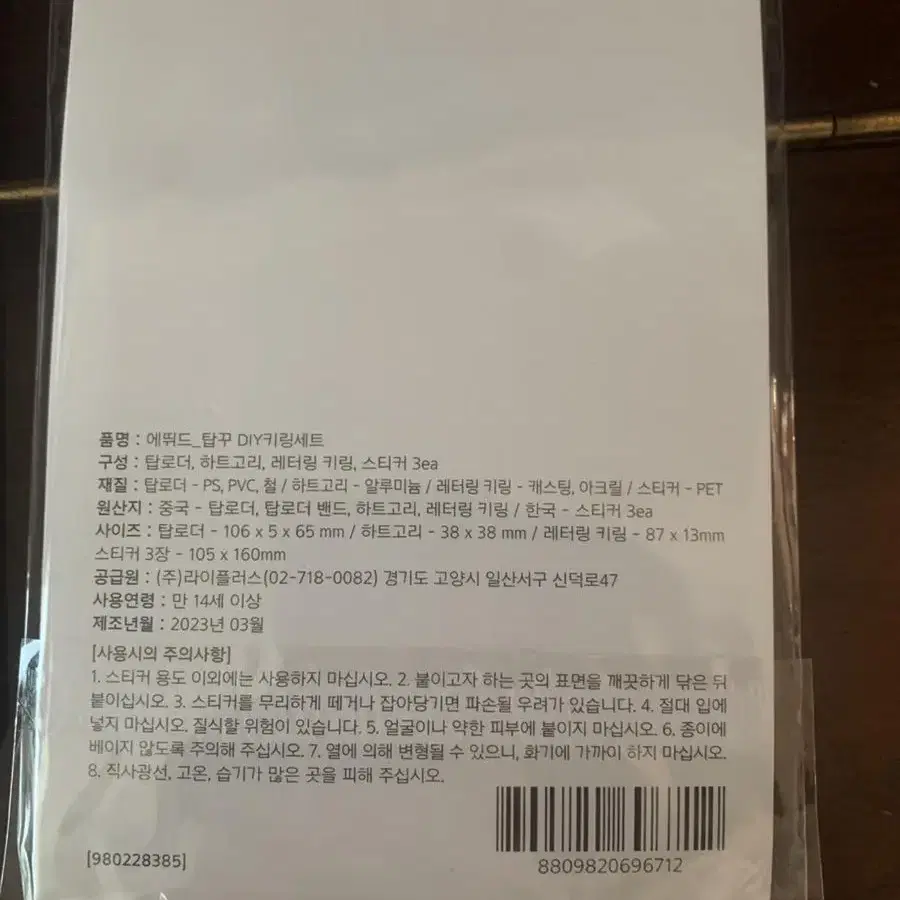 품명 : 에뛰드_탑꾸 DIY키링세트
구성 : 탑로더, 하트고리, 레터링 키링, 스티커 3ea
재질 : 탑로더 - PS, PVC, 철 / 하트고리 - 알루미늄 / 레터링 키링 - 캐스팅, 아크릴 / 스티커 - PET
원산지 : 중국 - 탑로더, 탑로더 밴드, 하트고리, 레터링 키링 / 한국 - 스티커 3ea
사이즈 : 탑로더 - 106 x 5 x 65 mm / 하트고리 - 38 x 38 mm / 레터링 키링 - 87 x 13mm
스티커 3장 - 105 x 160mm
공급원 : (주)라이플러스(02-718-0082) 경기도 고양시 일산서구 신덕로47
사용연령 : 만 14세 이상
제조년월 : 2023년 03월
[사용시의 주의사항]
1. 스티커 용도 이외에는 사용하지 마십시오. 2. 붙이고자 하는 곳의 표면을 깨끗하게 닦은 뒤
붙이십시오. 3. 스티커를 무리하게 떼거나 잡아당기면 파손될 우려가 있습니다. 4. 절대 입에
넣지 마십시오. 질식할 위험이 있습니다. 5. 얼굴이나 약한 피부에 붙이지 마십시오. 6. 종이에
베이지 않도록 주의해 주십시오. 7. 열에 의해 변형될 수 있으니, 화기에 가까이 하지 마십시오.
8. 직사광선, 고온, 습기가 많은 곳을 피해 주십시오.
[980228385]
8809820696712